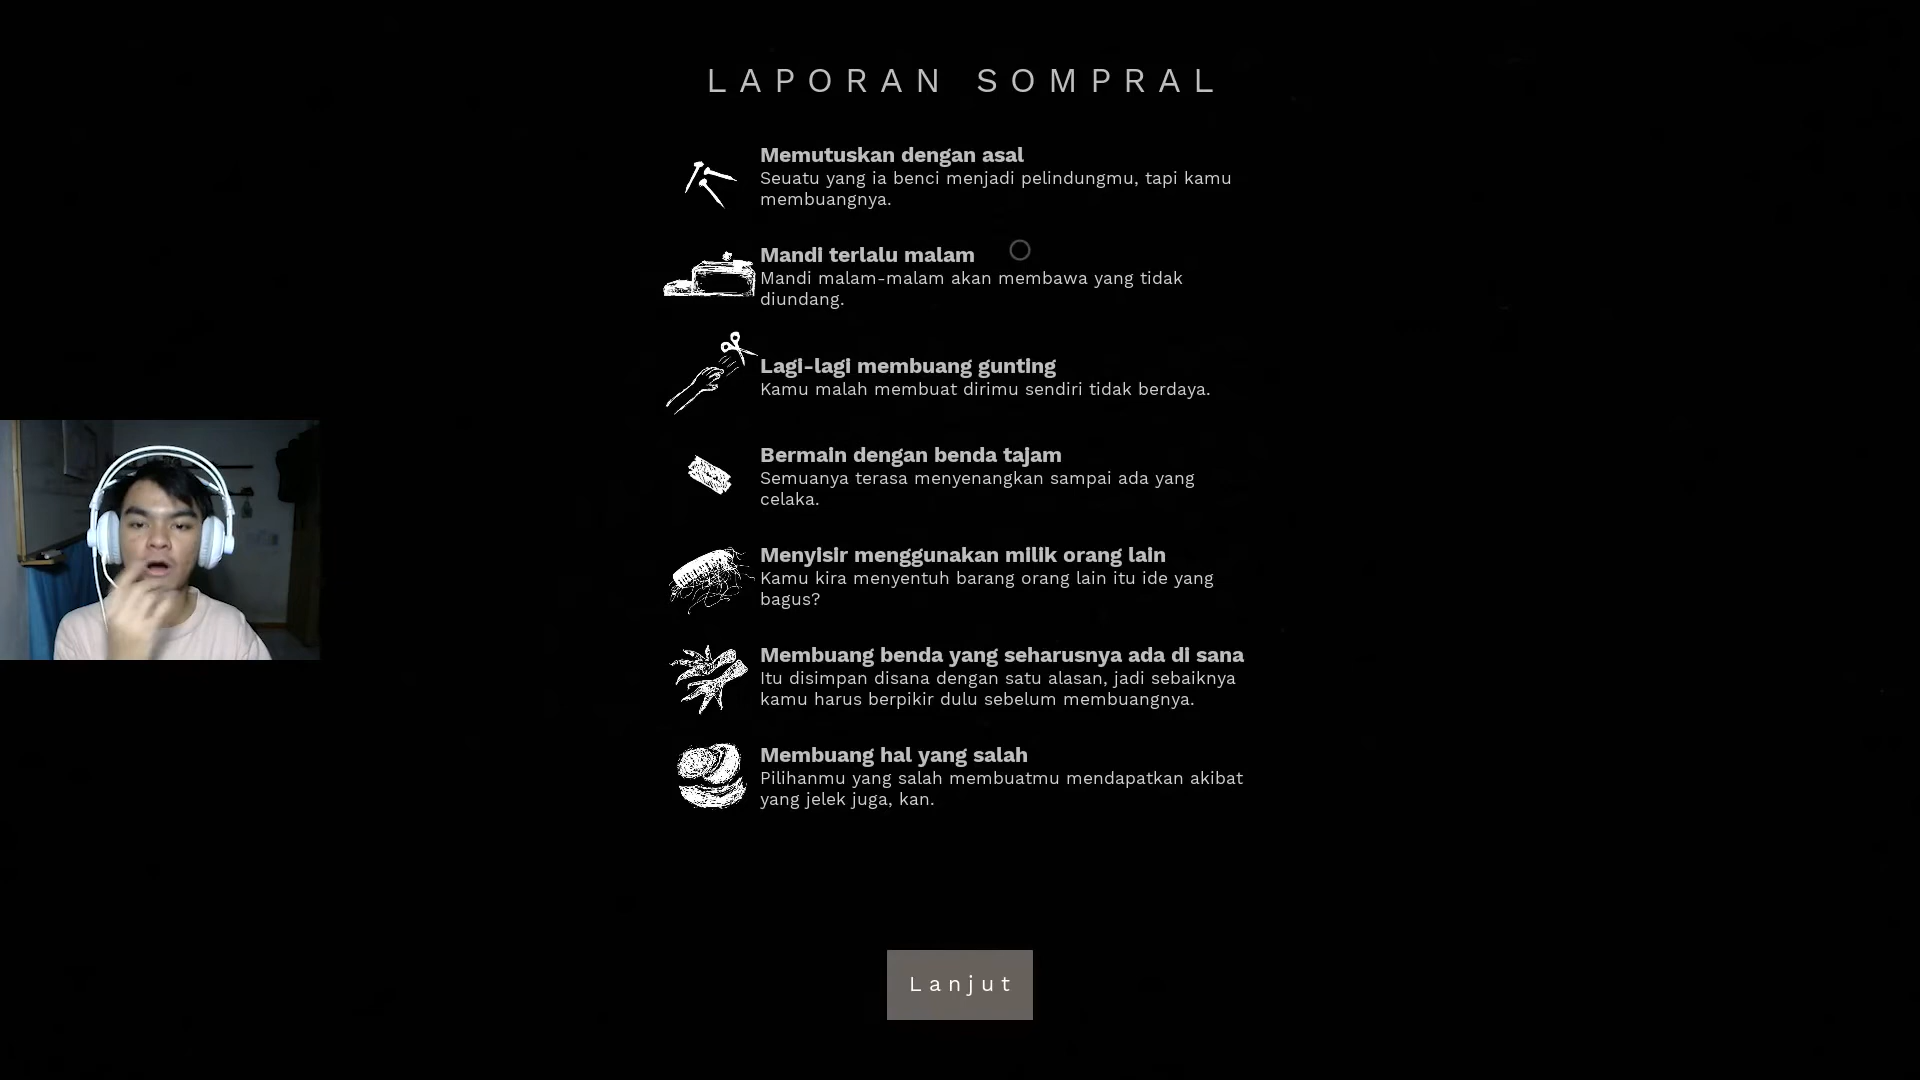 LAPORAN SOMPRAL
Memutuskan dengan asal
Seuatu yang ia benci menjadi pelindungmu, tapi kamu
membuangnya.
Mandi terlalu malam
Mandi malam-malam akan membawa yang tidak
diundang.
Lagi-lagi membuang gunting
Kamu malah membuat dirimu sendiri tidak berdaya.
Bermain dengan benda tajam
Semuanya terasa menyenangkan sampai ada yang
celaka.
Menyisir menggunakan milik orang lain
Kamu kira menyentuh barang orang lain itu ide yang
bagus?
Membuang benda yang seharusnya ada di sana
Itu disimpan disana dengan satu alasan, jadi sebaiknya
kamu harus berpikir dulu sebelum membuangnya.
Membuang hal yang salah
Pilihanmu yang salah membuatmu mendapatkan akibat
yang jelek juga, kan.
Lanjut